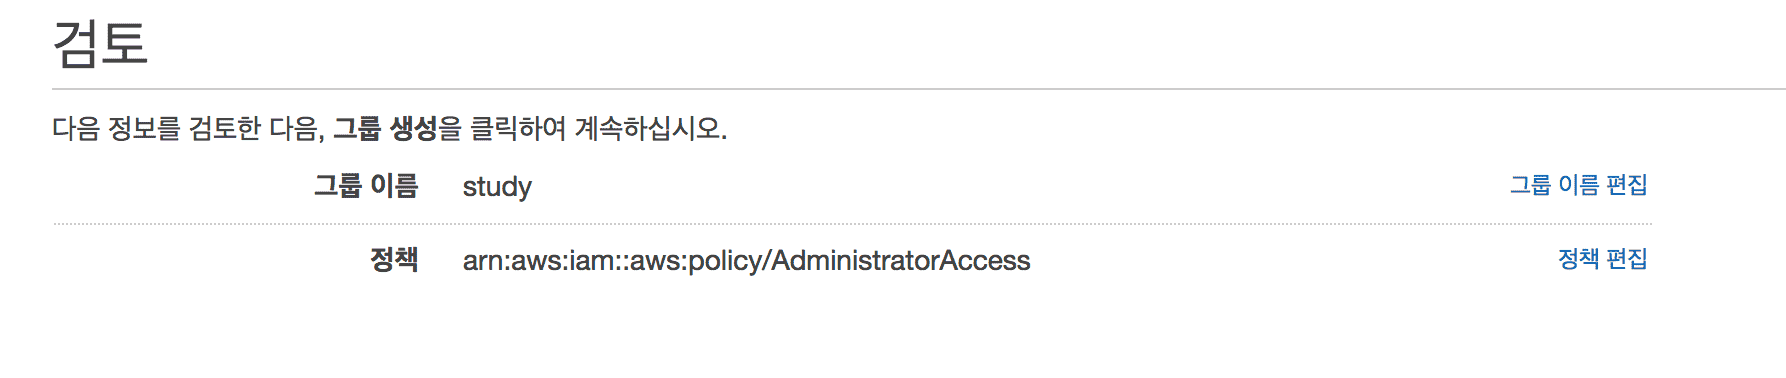 검토
다음 정보를 검토한 다음, 그룹 생성을 클릭하여 계속하십시오.
그룹 이름 study 그룹 이름 편집
정책 arn:aws:iam::aws:policy/AdministratorAccess 정책 편집